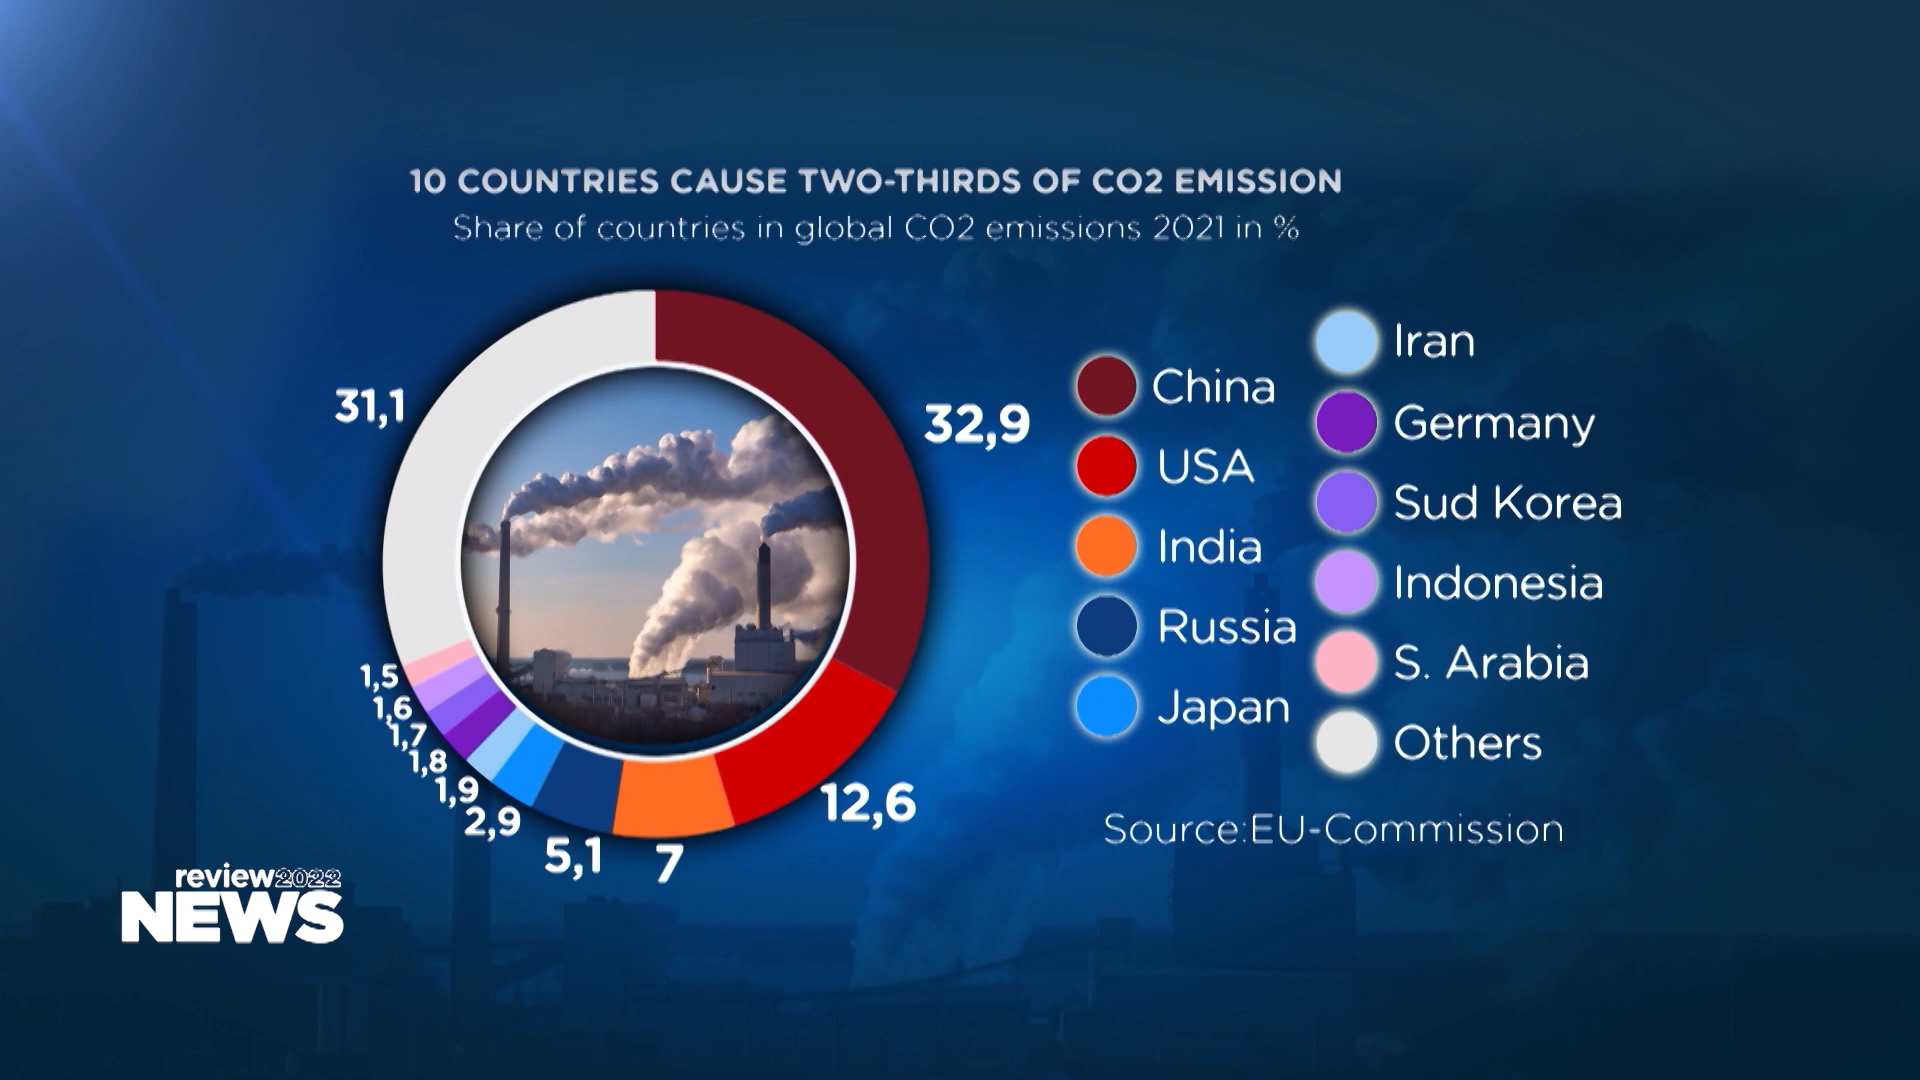 10 COUNTRIES CAUSE TWO-THIRDS OF CO2 EMISSION
Share of countries in global CO2 emissions 2021 in %
31,1
32,9
12,6
7
5,1
2,9
1,9
1,8
1,7
1,6
1,5
China
USA
India
Russia
Japan
Iran
Germany
Sud Korea
Indonesia
S. Arabia
Others
Source:EU-Commission
review2022
NEWS